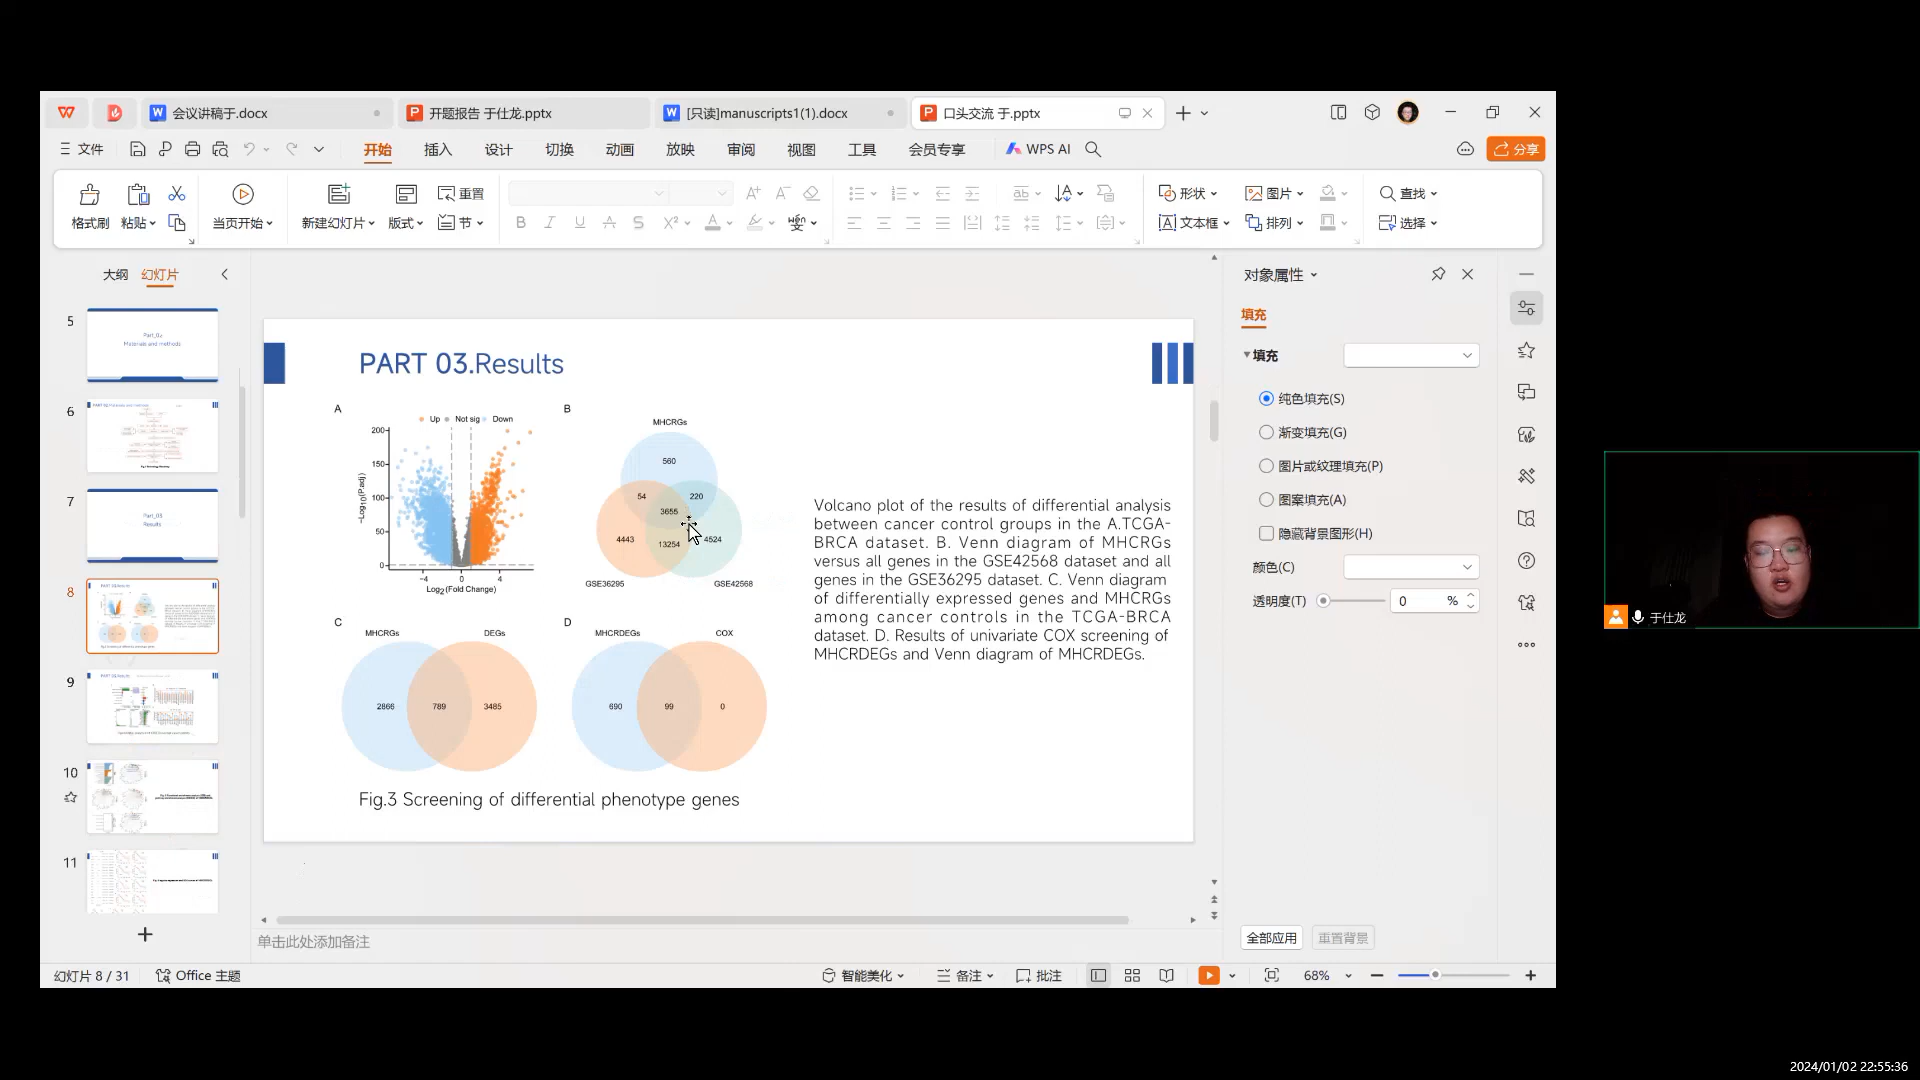 会议讲稿于.docx
开题报告 于仕龙.pptx
[只读]manuscripts1(1).docx
口头交流 于.pptx
文件
开始
插入
设计
切换
动画
放映
审阅
视图
工具
会员专享
WPS AI
分享
格式刷
粘贴
当页开始
新建幻灯片
版式
重置
节
形状
图片
查找
文本框
排列
选择
大纲
幻灯片
5
Part_02
Materials and methods
6
7
Part_03
Results
8
9
10
11
PART 03.Results
A
Up
Not sig
Down
200
150
100
50
0
-Log10(P.adj)
-4
0
4
Log2(Fold Change)
B
MHCRGs
560
54
220
3655
4443
13254
4524
GSE36295
GSE42568
C
MHCRGs
DEGs
2866
789
3485
D
MHCRDEGs
COX
690
99
0
Volcano plot of the results of differential analysis
between cancer control groups in the A.TCGA-
BRCA dataset. B. Venn diagram of MHCRGs
versus all genes in the GSE42568 dataset and all
genes in the GSE36295 dataset. C. Venn diagram
of differentially expressed genes and MHCRGs
among cancer controls in the TCGA-BRCA
dataset. D. Results of univariate COX screening of
MHCRDEGs and Venn diagram of MHCRDEGs.
Fig.3 Screening of differential phenotype genes
单击此处添加备注
对象属性
填充
填充
纯色填充(S)
渐变填充(G)
图片或纹理填充(P)
图案填充(A)
隐藏背景图形(H)
颜色(C)
透明度(T)
0 %
全部应用
重置背景
幻灯片 8 / 31
Office 主题
智能美化
备注
批注
68%
于仕龙
2024/01/02 22:55:36